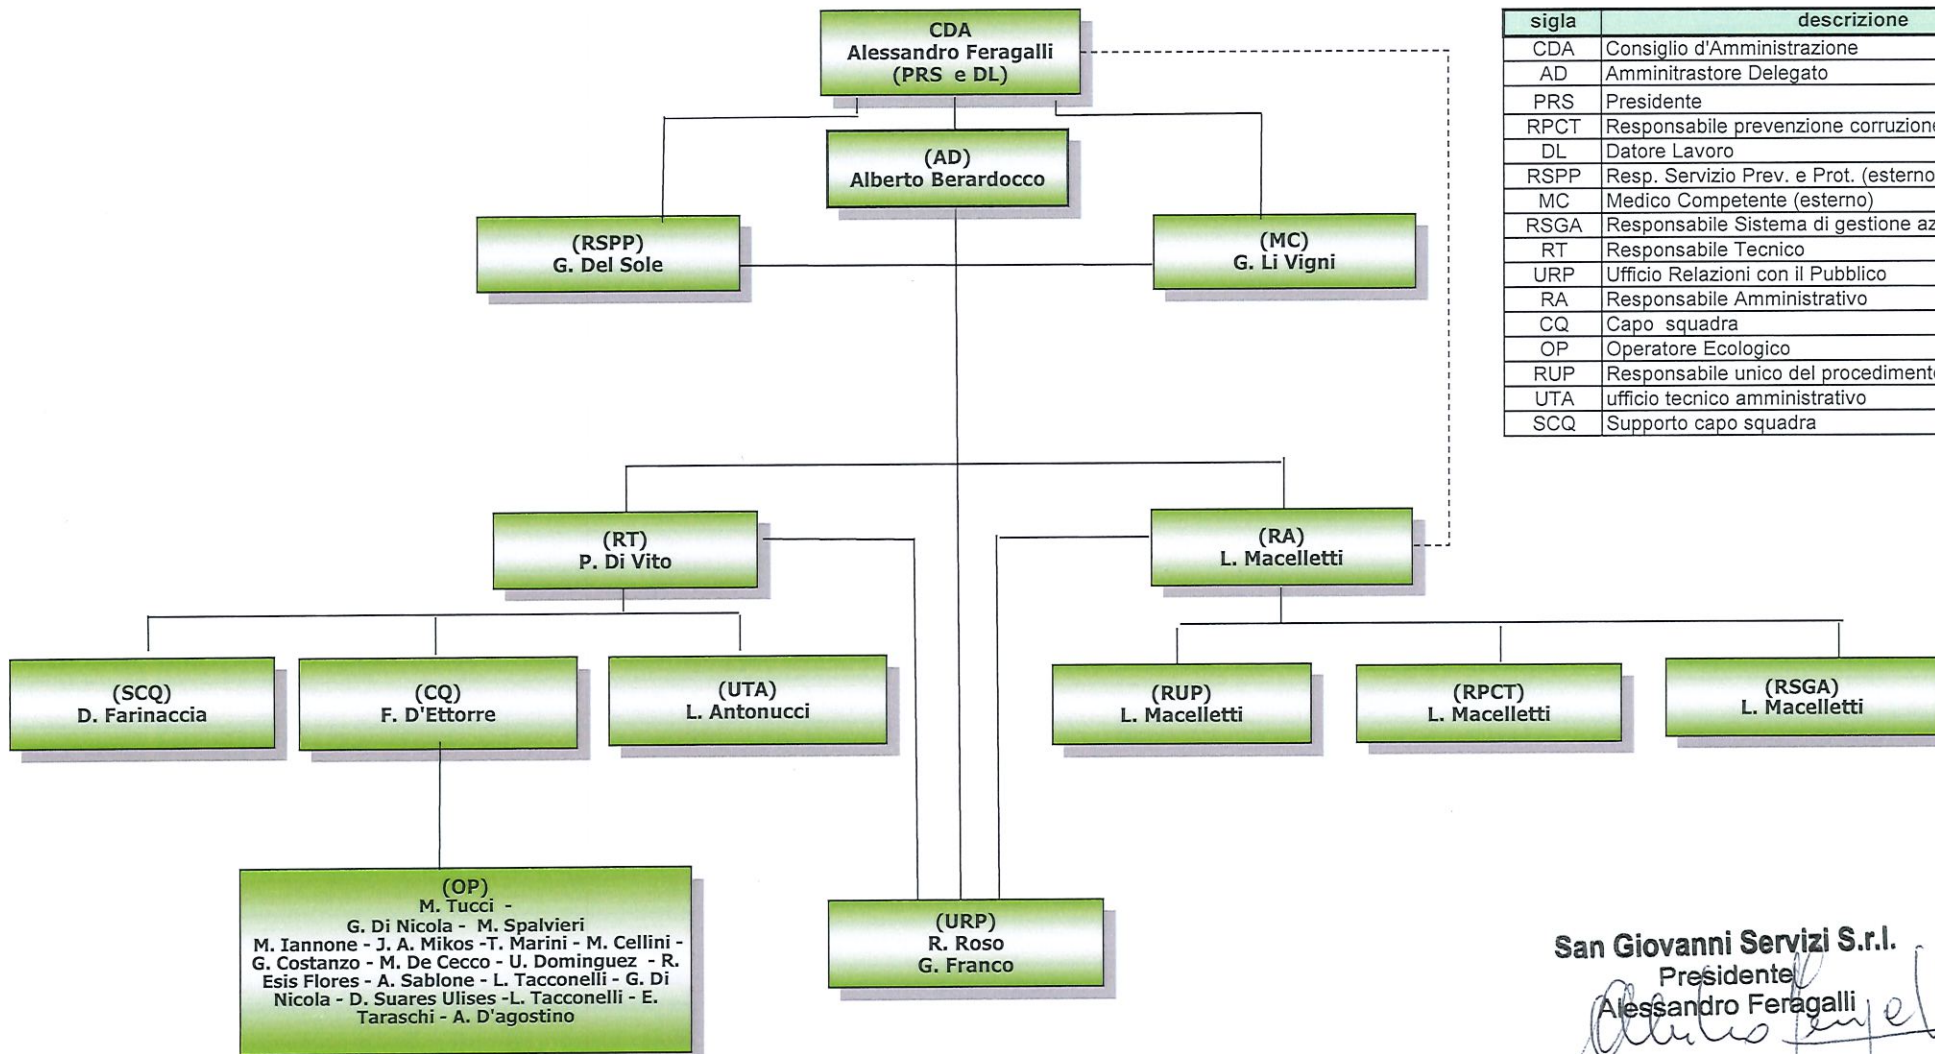 CDA
Alessandro Feragalli
(PRS e DL)
(AD)
Alberto Berardocco
(RSPP)
G. Del Sole
(MC)
G. Li Vigni
sigla descrizione
CDA Consiglio d'Amministrazione
AD Amminitrastore Delegato
PRS Presidente
RPCT Responsabile prevenzione corruzione
DL Datore Lavoro
RSPP Resp. Servizio Prev. e Prot. (esterno
MC Medico Competente (esterno)
RSGA Responsabile Sistema di gestione az
RT Responsabile Tecnico
URP Ufficio Relazioni con il Pubblico
RA Responsabile Amministrativo
CQ Capo squadra
OP Operatore Ecologico
RUP Responsabile unico del procedimento
UTA ufficio tecnico amministrativo
SCQ Supporto capo squadra
(RT)
P. Di Vito
(RA)
L. Macelletti
(SCQ)
D. Farinaccia
(CQ)
F. D'Ettorre
(UTA)
L. Antonucci
(RUP)
L. Macelletti
(RPCT)
L. Macelletti
(RSGA)
L. Macelletti
(OP)
M. Tucci -
G. Di Nicola - M. Spalvieri
M. Iannone - J. A. Mikos -T. Marini - M. Cellini -
G. Costanzo - M. De Cecco - U. Dominguez - R.
Esis Flores - A. Sablone - L. Tacconelli - G. Di
Nicola - D. Suares Ulises -L. Tacconelli - E.
Taraschi - A. D'agostino
(URP)
R. Roso
G. Franco
San Giovanni Servizi S.r.l.
Presidente
Alessandro Feragalli